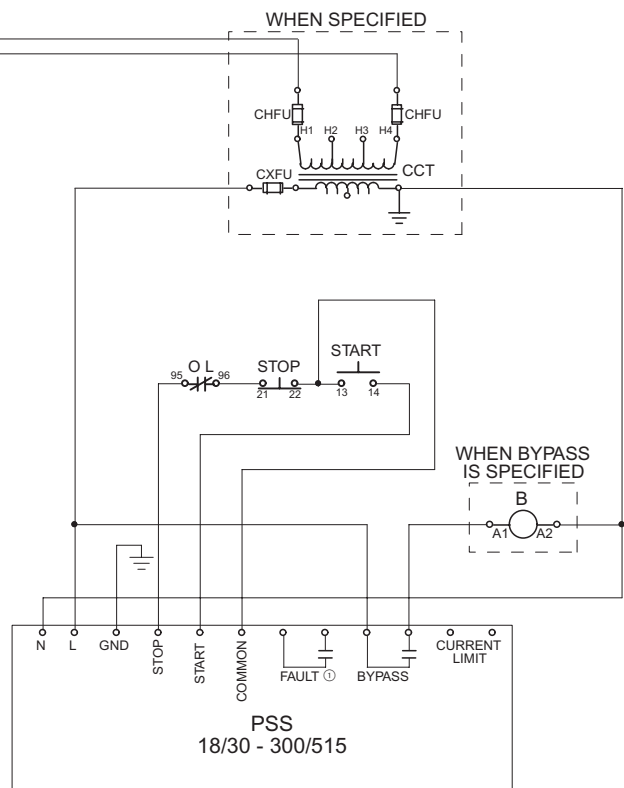 WHEN SPECIFIED
CHFU
H1 H2 H3 H4
CHFU
CXFU
CCT
START
O L
STOP
95 96
21 22 13 14
WHEN BYPASS
IS SPECIFIED
B
A1 A2
N L GND STOP START COMMON FAULT ① BYPASS
CURRENT
LIMIT
PSS
18/30 - 300/515